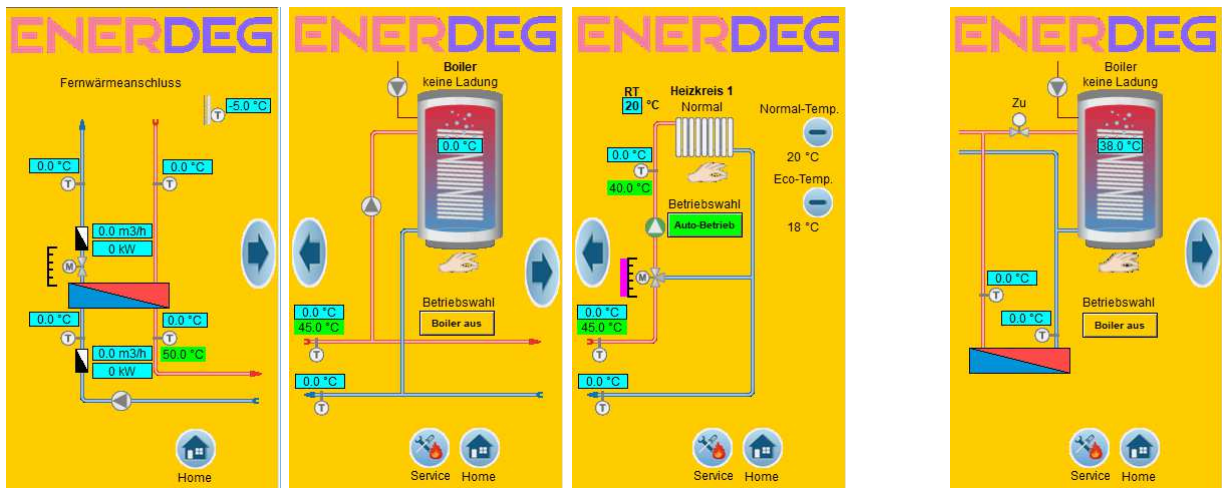 ENERDEG
Fernwärmeanschluss
T
-5.0 °C
0.0 °C
0.0 °C
T
T
0.0 m3/h
0 kW
M
0.0 °C
0.0 °C
T
T
50.0 °C
0.0 m3/h
0 kW
Home
ENERDEG
Boiler
keine Ladung
0.0 °C
Betriebswahl
Boiler aus
0.0 °C
45.0 °C
T
0.0 °C
T
Service
Home
ENERDEG
RT
20 °C
Heizkreis 1
Normal
Normal-Temp.
20 °C
Eco-Temp.
18 °C
0.0 °C
T
40.0 °C
Betriebswahl
Auto-Betrieb
M
0.0 °C
45.0 °C
T
0.0 °C
T
Service
Home
ENERDEG
Boiler
keine Ladung
Zu
38.0 °C
0.0 °C
T
0.0 °C
T
Betriebswahl
Boiler aus
Service
Home